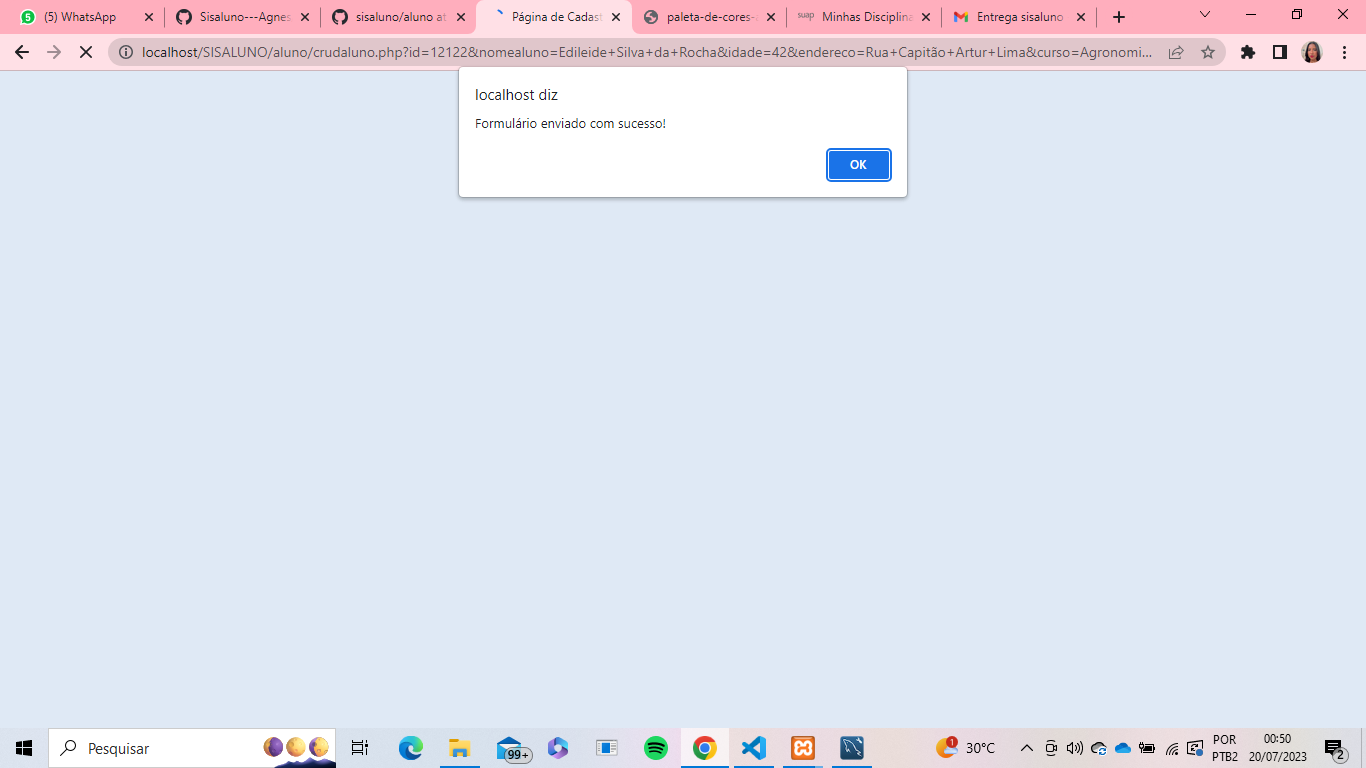 5 (5) WhatsApp
Sisaluno---Agnes
sisaluno/aluno at
Página de Cadast
paleta-de-cores-a
suap Minhas Disciplina
Entrega sisaluno
localhost/SISALUNO/aluno/crudaluno.php?id=12122&nomealuno=Edileide+Silva+da+Rocha&idade=42&endereco=Rua+Capitão+Artur+Lima&curso=Agronomi...
localhost diz
Formulário enviado com sucesso!
OK
Pesquisar
99+
1
30°C
POR
PTB2
00:50
20/07/2023
2